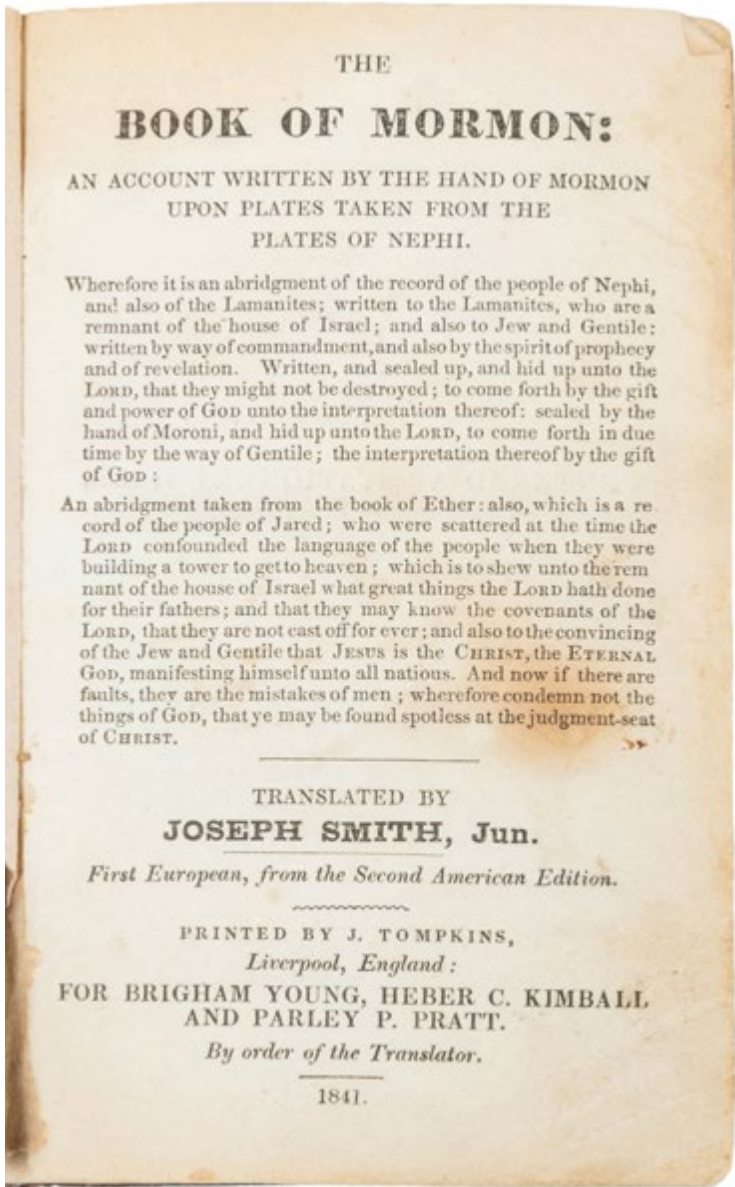 THE
BOOK OF MORMON:
AN ACCOUNT WRITTEN BY THE HAND OF MORMON
UPON PLATES TAKEN FROM THE
PLATES OF NEPHI.
Wherefore it is an abridgment of the record of the people of Nephi,
and also of the Lamanites; written to the Lamanites, who are a
remnant of the house of Israel; and also to Jew and Gentile:
written by way of commandment, and also by the spirit of prophecy
and of revelation. Written, and sealed up, and hid up unto the
LORD, that they might not be destroyed; to come forth by the gift
and power of GOD unto the interpretation thereof: sealed by the
hand of Moroni, and hid up unto the LORD, to come forth in due
time by the way of Gentile; the interpretation thereof by the gift
of GOD:
An abridgment taken from the book of Ether: also, which is a re
cord of the people of Jared; who were scattered at the time the
LORD confounded the language of the people when they were
building a tower to get to heaven; which is to shew unto the rem
nant of the house of Israel what great things the LORD hath done
for their fathers; and that they may know the covenants of the
LORD, that they are not cast off for ever; and also to the convincing
of the Jew and Gentile that JESUS is the CHRIST, the ETERNAL
GOD, manifesting himself unto all nations. And now if there are
faults, they are the mistakes of men; wherefore condemn not the
things of GOD, that ye may be found spotless at the judgment-seat
of CHRIST.
TRANSLATED BY
JOSEPH SMITH, Jun.
First European, from the Second American Edition.
PRINTED BY J. TOMPKINS,
Liverpool, England:
FOR BRIGHAM YOUNG, HEBER C. KIMBALL
AND PARLEY P. PRATT.
By order of the Translator.
1841.